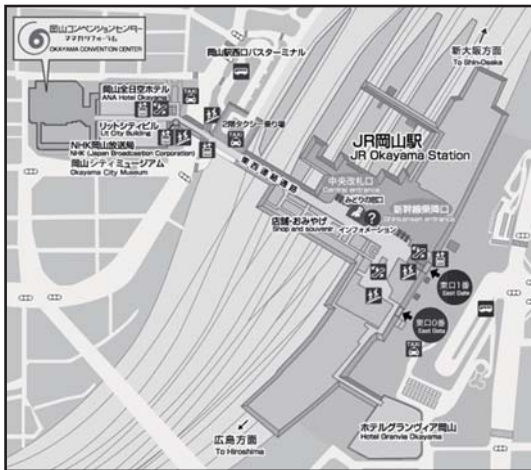 岡山コンベンションセンター
ママカリフォーラム
OKAYAMA CONVENTION CENTER
新大阪方面
To Shin-Osaka
岡山駅西口バスターミナル
岡山全日空ホテル
ANA Hotel Okayama
TAXI
2階タクシー乗り場
TAXI
リットシティビル
Lit City Building
NHK岡山放送局
NHK (Japan Broadcastion Corporation)
岡山シティミュージアム
Okayama City Museum
東西連絡通路
JR岡山駅
JR Okayama Station
中央改札口
Central entrance
みどりの窓口
新幹線乗降口
Shinkansen entrance
店舗・おみやげ
Shop and souvenir
?
インフォメーション
東口1番
East Gate
東口0番
East Gate
TAXI
ホテルグランヴィア岡山
Hotel Granvia Okayama
広島方面
To Hiroshima